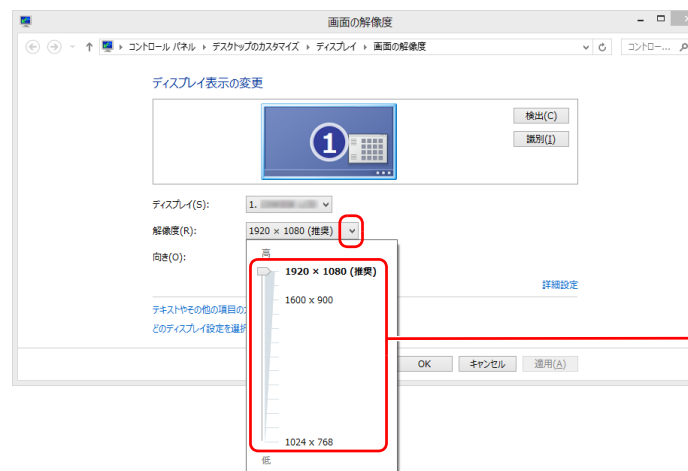 画面の解像度
コントロール パネル ▸ デスクトップのカスタマイズ ▸ ディスプレイ ▸ 画面の解像度
コントロー...
ディスプレイ表示の変更
1
検出(C)
識別(I)
ディスプレイ(S): 1.
解像度(R): 1920 × 1080 (推奨)
向き(O):
高
1920 × 1080 (推奨)
1600 x 900
1024 x 768
低
詳細設定
テキストやその他の項目の
どのディスプレイ設定を選択
OK キャンセル 適用(A)